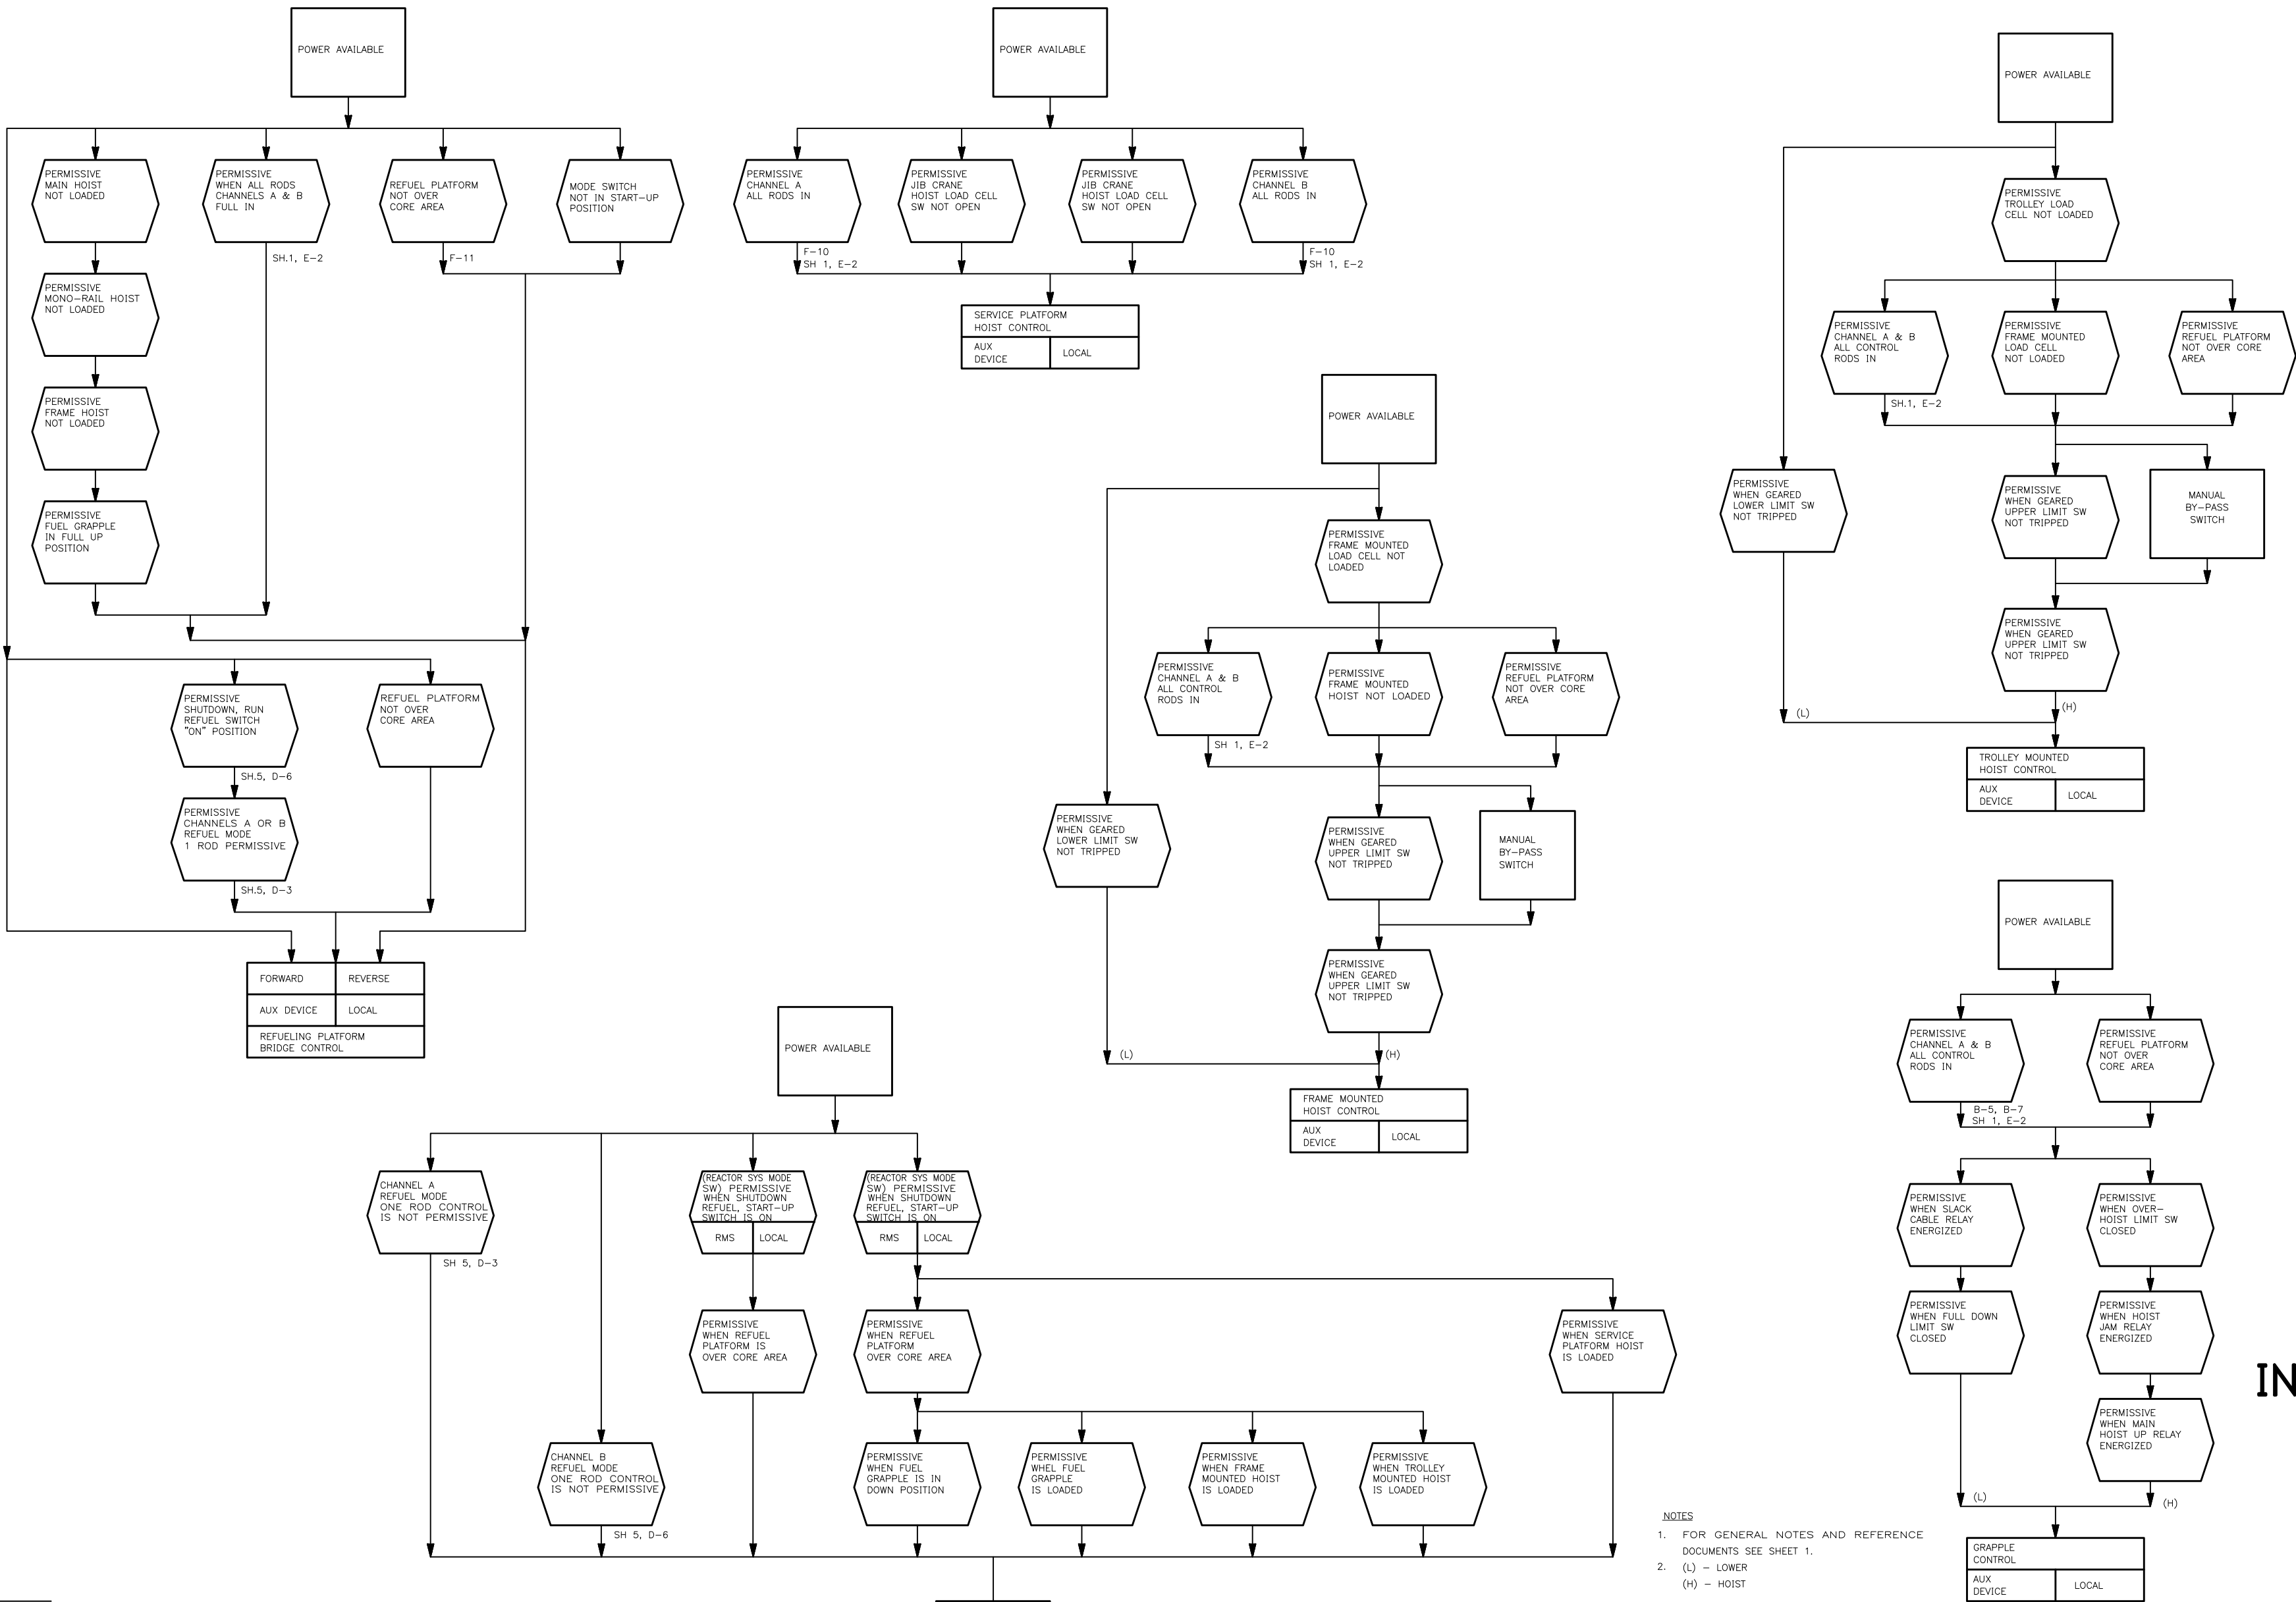 POWER AVAILABLE
PERMISSIVE
MAIN HOIST
NOT LOADED
PERMISSIVE
WHEN ALL RODS
CHANNELS A & B
FULL IN
REFUEL PLATFORM
NOT OVER
CORE AREA
MODE SWITCH
NOT IN START-UP
POSITION
SH.1, E-2
F-11
PERMISSIVE
MONO-RAIL HOIST
NOT LOADED
PERMISSIVE
FRAME HOIST
NOT LOADED
PERMISSIVE
FUEL GRAPPLE
IN FULL UP
POSITION
PERMISSIVE
SHUTDOWN, RUN
REFUEL SWITCH
"ON" POSITION
REFUEL PLATFORM
NOT OVER
CORE AREA
SH.5, D-6
PERMISSIVE
CHANNELS A OR B
REFUEL MODE
1 ROD PERMISSIVE
SH.5, D-3
FORWARD
REVERSE
AUX DEVICE
LOCAL
REFUELING PLATFORM
BRIDGE CONTROL
POWER AVAILABLE
PERMISSIVE
CHANNEL A
ALL RODS IN
PERMISSIVE
JIB CRANE
HOIST LOAD CELL
SW NOT OPEN
PERMISSIVE
JIB CRANE
HOIST LOAD CELL
SW NOT OPEN
PERMISSIVE
CHANNEL B
ALL RODS IN
F-10
SH 1, E-2
F-10
SH 1, E-2
SERVICE PLATFORM
HOIST CONTROL
AUX
DEVICE
LOCAL
POWER AVAILABLE
PERMISSIVE
FRAME MOUNTED
LOAD CELL NOT
LOADED
PERMISSIVE
CHANNEL A & B
ALL CONTROL
RODS IN
PERMISSIVE
FRAME MOUNTED
HOIST NOT LOADED
PERMISSIVE
REFUEL PLATFORM
NOT OVER CORE
AREA
SH 1, E-2
PERMISSIVE
WHEN GEARED
LOWER LIMIT SW
NOT TRIPPED
PERMISSIVE
WHEN GEARED
UPPER LIMIT SW
NOT TRIPPED
MANUAL
BY-PASS
SWITCH
PERMISSIVE
WHEN GEARED
UPPER LIMIT SW
NOT TRIPPED
(L)
(H)
FRAME MOUNTED
HOIST CONTROL
AUX
DEVICE
LOCAL
POWER AVAILABLE
PERMISSIVE
TROLLEY LOAD
CELL NOT LOADED
PERMISSIVE
CHANNEL A & B
ALL CONTROL
RODS IN
PERMISSIVE
FRAME MOUNTED
LOAD CELL
NOT LOADED
PERMISSIVE
REFUEL PLATFORM
NOT OVER CORE
AREA
SH.1, E-2
PERMISSIVE
WHEN GEARED
LOWER LIMIT SW
NOT TRIPPED
PERMISSIVE
WHEN GEARED
UPPER LIMIT SW
NOT TRIPPED
MANUAL
BY-PASS
SWITCH
PERMISSIVE
WHEN GEARED
UPPER LIMIT SW
NOT TRIPPED
(L)
(H)
TROLLEY MOUNTED
HOIST CONTROL
AUX
DEVICE
LOCAL
POWER AVAILABLE
CHANNEL A
REFUEL MODE
ONE ROD CONTROL
IS NOT PERMISSIVE
SH 5, D-3
(REACTOR SYS MODE
SW) PERMISSIVE
WHEN SHUTDOWN
REFUEL, START-UP
SWITCH IS ON
RMS
LOCAL
(REACTOR SYS MODE
SW) PERMISSIVE
WHEN SHUTDOWN
REFUEL, START-UP
SWITCH IS ON
RMS
LOCAL
PERMISSIVE
WHEN REFUEL
PLATFORM IS
OVER CORE AREA
PERMISSIVE
WHEN REFUEL
PLATFORM
OVER CORE AREA
PERMISSIVE
WHEN SERVICE
PLATFORM HOIST
IS LOADED
CHANNEL B
REFUEL MODE
ONE ROD CONTROL
IS NOT PERMISSIVE
SH 5, D-6
PERMISSIVE
WHEN FUEL
GRAPPLE IS IN
DOWN POSITION
PERMISSIVE
WHEL FUEL
GRAPPLE
IS LOADED
PERMISSIVE
WHEN FRAME
MOUNTED HOIST
IS LOADED
PERMISSIVE
WHEN TROLLEY
MOUNTED HOIST
IS LOADED
POWER AVAILABLE
PERMISSIVE
CHANNEL A & B
ALL CONTROL
RODS IN
PERMISSIVE
REFUEL PLATFORM
NOT OVER
CORE AREA
B-5, B-7
SH 1, E-2
PERMISSIVE
WHEN SLACK
CABLE RELAY
ENERGIZED
PERMISSIVE
WHEN OVER-
HOIST LIMIT SW
CLOSED
PERMISSIVE
WHEN FULL DOWN
LIMIT SW
CLOSED
PERMISSIVE
WHEN HOIST
JAM RELAY
ENERGIZED
PERMISSIVE
WHEN MAIN
HOIST UP RELAY
ENERGIZED
(L)
(H)
GRAPPLE
CONTROL
AUX
DEVICE
LOCAL
IN
NOTES
1. FOR GENERAL NOTES AND REFERENCE
DOCUMENTS SEE SHEET 1.
2. (L) - LOWER
(H) - HOIST